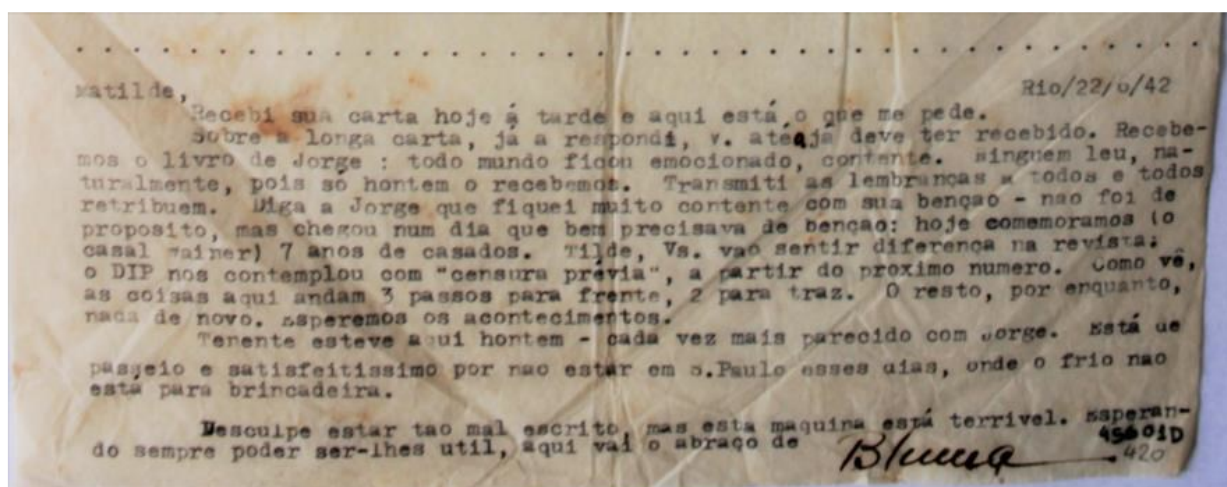 . . . . . . . . . . . . . . . . . . . . . . . . . . . . . . . . . . . . . . . .
Matilde, Rio/22/6/42
Recebi sua carta hoje á tarde e aqui está o que me pede.
Sobre a longa carta, já a respondi, v. até já deve ter recebido. Recebe-
mos o livro de Jorge : todo mundo ficou emocionado, contente. Ninguem leu, na-
turalmente, pois só hontem o recebemos. Transmiti as lembranças a todos e todos
retribuem. Diga a Jorge que fiquei muito contente com sua benção - nao foi de
proposito, mas chegou num dia que bem precisava de benção: hoje comemoramos (o
casal Wainer) 7 anos de casados. Tilde, Vs. vao sentir diferença na revista:
o DIP nos contemplou com "censura prévia", a partir do proximo numero. Como vê,
as coisas aqui andam 3 passos para frente, 2 para traz. O resto, por enquanto,
nada de novo. Esperemos os acontecimentos.
Tenente esteve aqui hontem - cada vez mais parecido com Jorge. Está de
passeio e satisfeitissimo por nao estar em S.Paulo esses dias, onde o frio nao
esta para brincadeira.
Desculpe estar tao mal escrito, mas esta maquina está terrivel. Esperan-
do sempre poder ser-lhes util, aqui vai o abraço de Bluma
420